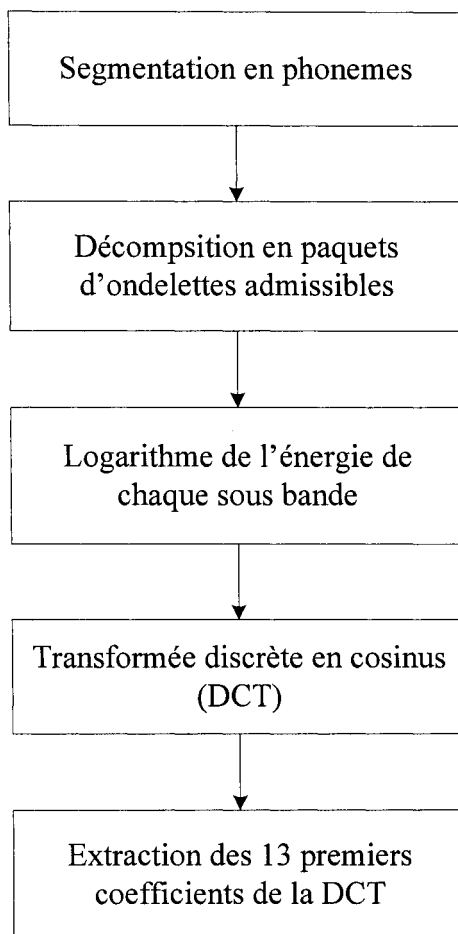 Segmentation en phonemes
Décompsition en paquets
d'ondelettes admissibles
Logarithme de l'énergie de
chaque sous bande
Transformée discrète en cosinus
(DCT)
Extraction des 13 premiers
coefficients de la DCT